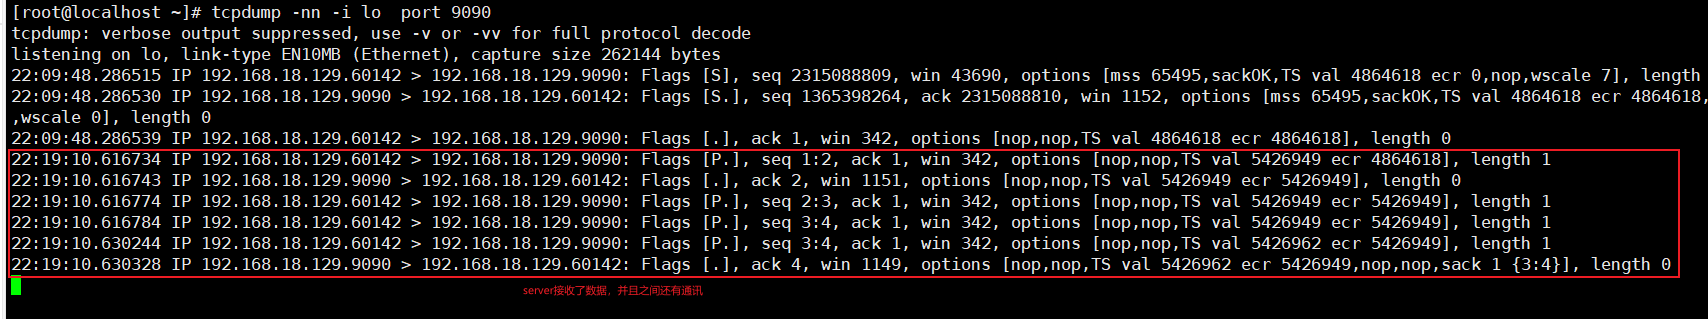 [root@localhost ~]# tcpdump -nn -i lo  port 9090
tcpdump: verbose output suppressed, use -v or -vv for full protocol decode
listening on lo, link-type EN10MB (Ethernet), capture size 262144 bytes
22:09:48.286515 IP 192.168.18.129.60142 > 192.168.18.129.9090: Flags [S], seq 2315088809, win 43690, options [mss 65495,sackOK,TS val 4864618 ecr 0,nop,wscale 7], length
22:09:48.286530 IP 192.168.18.129.9090 > 192.168.18.129.60142: Flags [S.], seq 1365398264, ack 2315088810, win 1152, options [mss 65495,sackOK,TS val 4864618 ecr 4864618,
,wscale 0], length 0
22:09:48.286539 IP 192.168.18.129.60142 > 192.168.18.129.9090: Flags [.], ack 1, win 342, options [nop,nop,TS val 4864618 ecr 4864618], length 0
22:19:10.616734 IP 192.168.18.129.60142 > 192.168.18.129.9090: Flags [P.], seq 1:2, ack 1, win 342, options [nop,nop,TS val 5426949 ecr 4864618], length 1
22:19:10.616743 IP 192.168.18.129.9090 > 192.168.18.129.60142: Flags [.], ack 2, win 1151, options [nop,nop,TS val 5426949 ecr 5426949], length 0
22:19:10.616774 IP 192.168.18.129.60142 > 192.168.18.129.9090: Flags [P.], seq 2:3, ack 1, win 342, options [nop,nop,TS val 5426949 ecr 5426949], length 1
22:19:10.616784 IP 192.168.18.129.60142 > 192.168.18.129.9090: Flags [P.], seq 3:4, ack 1, win 342, options [nop,nop,TS val 5426949 ecr 5426949], length 1
22:19:10.630244 IP 192.168.18.129.60142 > 192.168.18.129.9090: Flags [P.], seq 3:4, ack 1, win 342, options [nop,nop,TS val 5426962 ecr 5426949], length 1
22:19:10.630328 IP 192.168.18.129.9090 > 192.168.18.129.60142: Flags [.], ack 4, win 1149, options [nop,nop,TS val 5426962 ecr 5426949,nop,nop,sack 1 {3:4}], length 0
server接收了数据，并且之间还有通讯